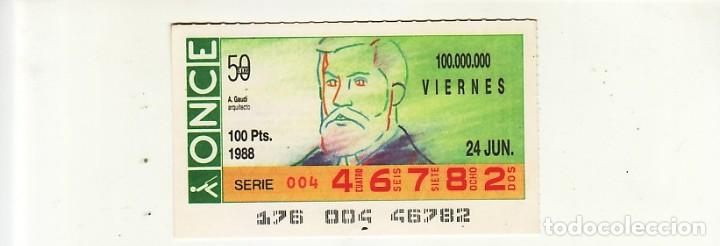 ONCE
50
A. Gaudí
arquitecto
100 Pts.
1988
100.000.000
VIERNES
24 JUN.
SERIE 004 4 CUATRO 6 SEIS 7 SIETE 8 OCHO 2 DOS
176 004 46782
todocoleccion